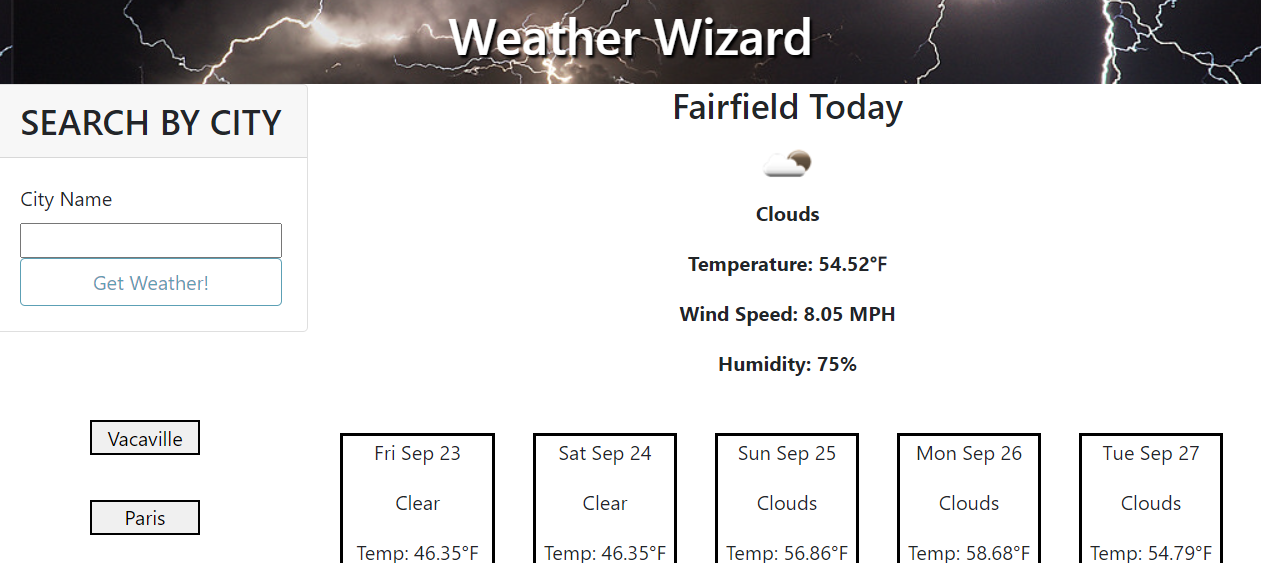 Weather Wizard
SEARCH BY CITY
City Name
Get Weather!
Vacaville
Paris
Fairfield Today
Clouds
Temperature: 54.52°F
Wind Speed: 8.05 MPH
Humidity: 75%
Fri Sep 23
Clear
Temp: 46.35°F
Sat Sep 24
Clear
Temp: 46.35°F
Sun Sep 25
Clouds
Temp: 56.86°F
Mon Sep 26
Clouds
Temp: 58.68°F
Tue Sep 27
Clouds
Temp: 54.79°F